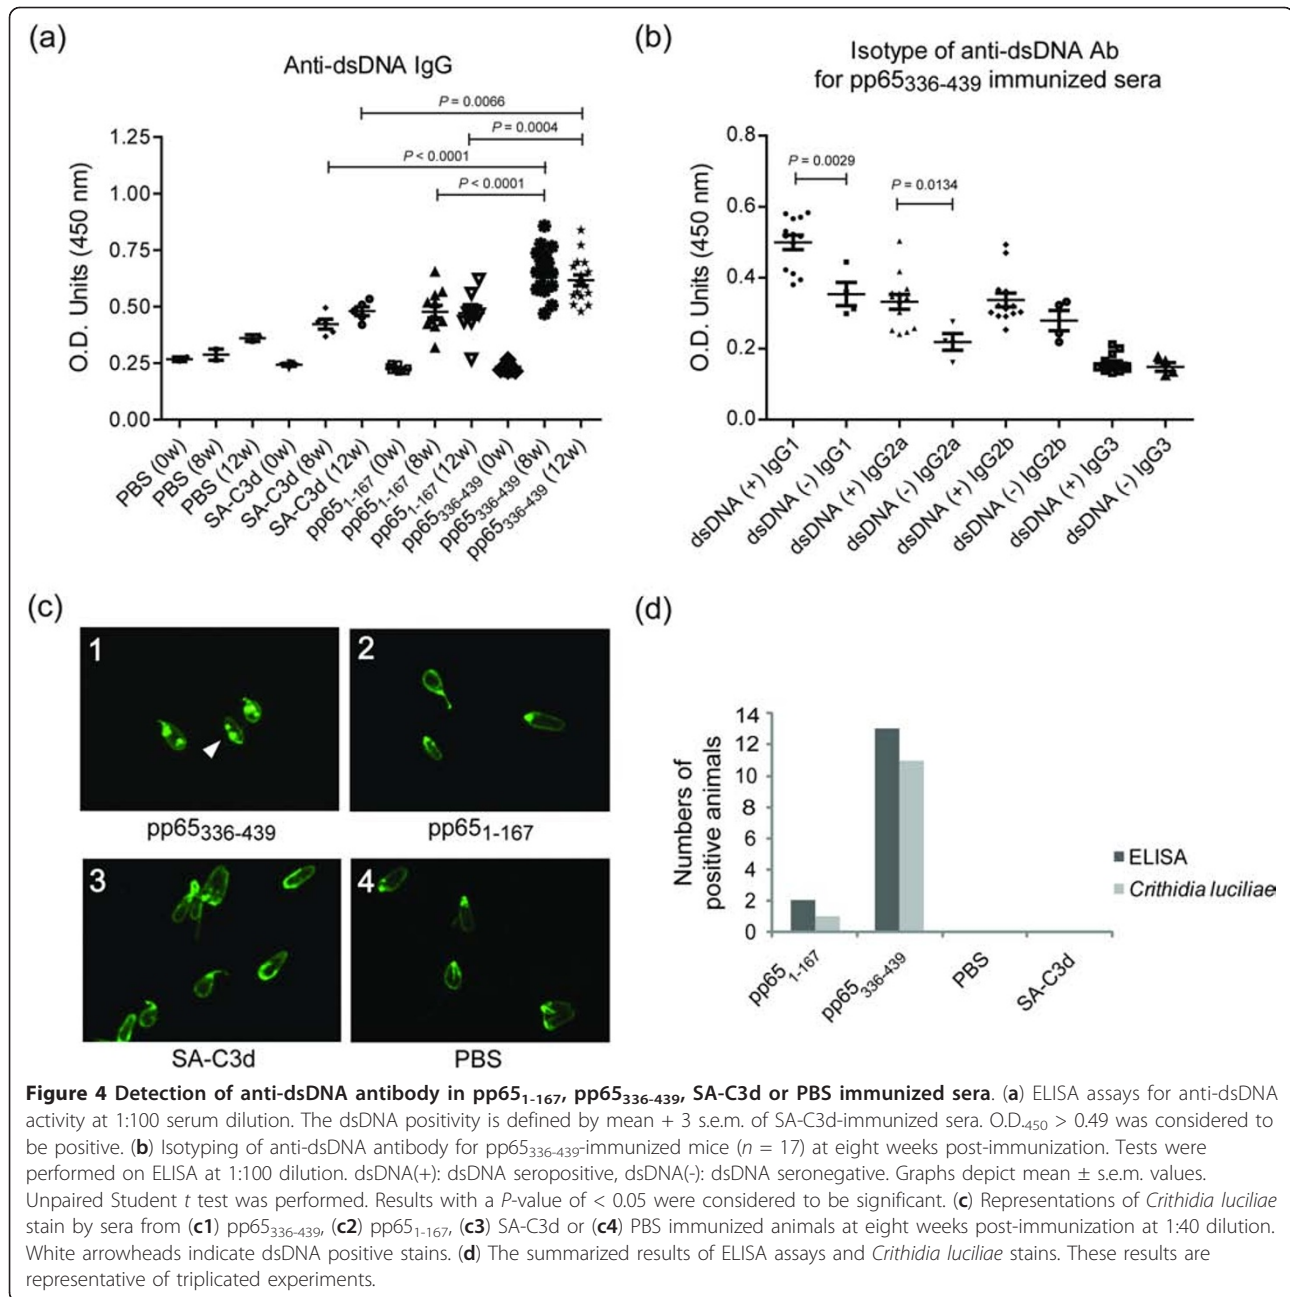 (a)
Anti-dsDNA IgG
P = 0.0066
P = 0.0004
P < 0.0001
P < 0.0001
O.D. Units (450 nm)
1.25
1.00
0.75
0.50
0.25
0.00
PBS (0w)
PBS (8w)
PBS (12w)
SA-C3d (0w)
SA-C3d (8w)
SA-C3d (12w)
pp65₁₋₁₆₇ (0w)
pp65₁₋₁₆₇ (8w)
pp65₁₋₁₆₇ (12w)
pp65₃₃₆₋₄₃₉ (0w)
pp65₃₃₆₋₄₃₉ (8w)
pp65₃₃₆₋₄₃₉ (12w)
(b)
Isotype of anti-dsDNA Ab
for pp65₃₃₆₋₄₃₉ immunized sera
P = 0.0029
P = 0.0134
O.D. Units (450 nm)
0.8
0.6
0.4
0.2
0.0
dsDNA (+) IgG1
dsDNA (-) IgG1
dsDNA (+) IgG2a
dsDNA (-) IgG2a
dsDNA (+) IgG2b
dsDNA (-) IgG2b
dsDNA (+) IgG3
dsDNA (-) IgG3
(c)
1
2
pp65₃₃₆₋₄₃₉
pp65₁₋₁₆₇
3
4
SA-C3d
PBS
(d)
Numbers of
positive animals
14
12
10
8
6
4
2
0
pp65₁₋₁₆₇
pp65₃₃₆₋₄₃₉
PBS
SA-C3d
ELISA
Crithidia luciliae
Figure 4 Detection of anti-dsDNA antibody in pp65₁₋₁₆₇, pp65₃₃₆₋₄₃₉, SA-C3d or PBS immunized sera. (a) ELISA assays for anti-dsDNA
activity at 1:100 serum dilution. The dsDNA positivity is defined by mean + 3 s.e.m. of SA-C3d-immunized sera. O.D.₄₅₀ > 0.49 was considered to
be positive. (b) Isotyping of anti-dsDNA antibody for pp65₃₃₆₋₄₃₉-immunized mice (n = 17) at eight weeks post-immunization. Tests were
performed on ELISA at 1:100 dilution. dsDNA(+): dsDNA seropositive, dsDNA(-): dsDNA seronegative. Graphs depict mean ± s.e.m. values.
Unpaired Student t test was performed. Results with a P-value of < 0.05 were considered to be significant. (c) Representations of Crithidia luciliae
stain by sera from (c1) pp65₃₃₆₋₄₃₉, (c2) pp65₁₋₁₆₇, (c3) SA-C3d or (c4) PBS immunized animals at eight weeks post-immunization at 1:40 dilution.
White arrowheads indicate dsDNA positive stains. (d) The summarized results of ELISA assays and Crithidia luciliae stains. These results are
representative of triplicated experiments.